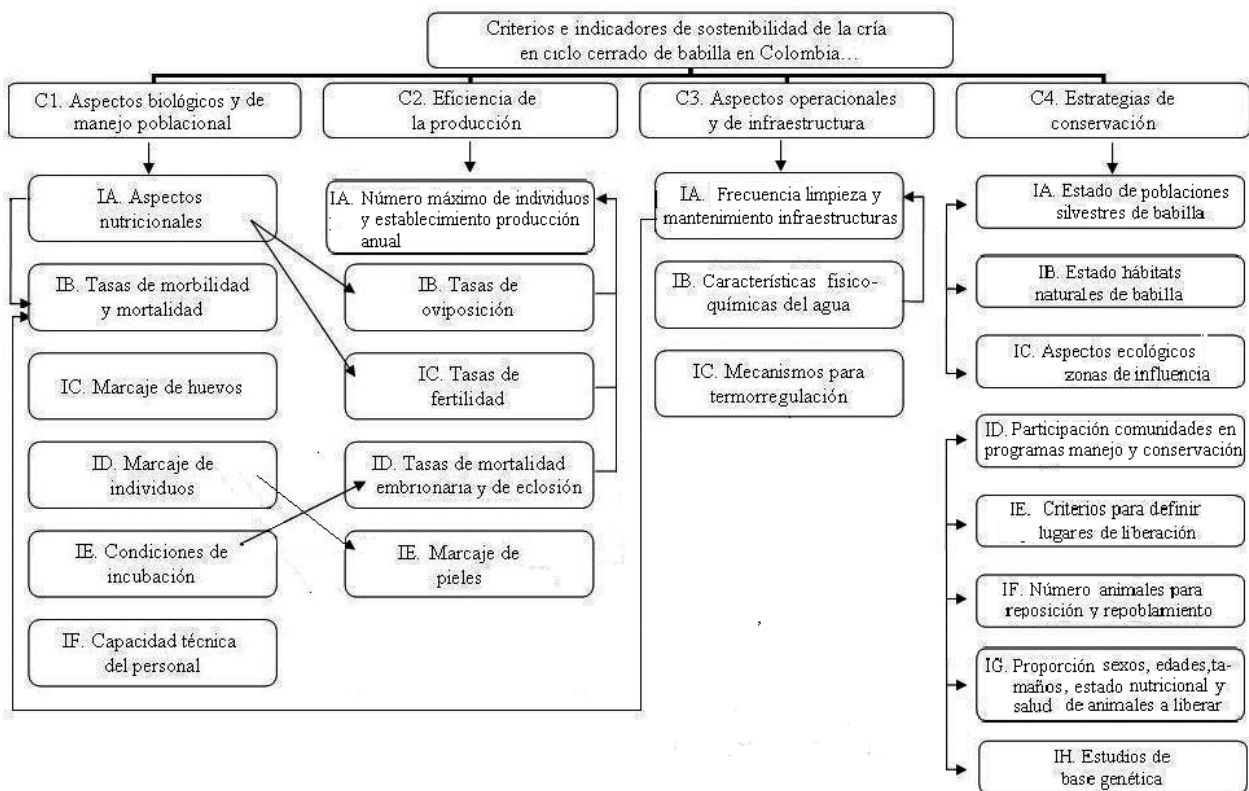 Criterios e indicadores de sostenibilidad de la cría
en ciclo cerrado de babilla en Colombia...
C1. Aspectos biológicos y de
manejo poblacional
IA. Aspectos
nutricionales
IB. Tasas de morbilidad
y mortalidad
IC. Marcaje de huevos
ID. Marcaje de
individuos
IE. Condiciones de
incubación
IF. Capacidad técnica
del personal
C2. Eficiencia de
la producción
IA. Número máximo de individuos
y establecimiento producción
anual
IB. Tasas de
oviposición
IC. Tasas de
fertilidad
ID. Tasas de mortalidad
embrionaria y de eclosión
IE. Marcaje de
pieles
C3. Aspectos operacionales
y de infraestructura
IA. Frecuencia limpieza y
mantenimiento infraestructuras
IB. Características físico-
químicas del agua
IC. Mecanismos para
termorregulación
C4. Estrategias de
conservación
IA. Estado de poblaciones
silvestres de babilla
IB. Estado hábitats
naturales de babilla
IC. Aspectos ecológicos
zonas de influencia
ID. Participación comunidades en
programas manejo y conservación
IE. Criterios para definir
lugares de liberación
IF. Número animales para
reposición y repoblamiento
IG. Proporción sexos, edades,ta-
maños, estado nutricional y
salud de animales a liberar
IH. Estudios de
base genética